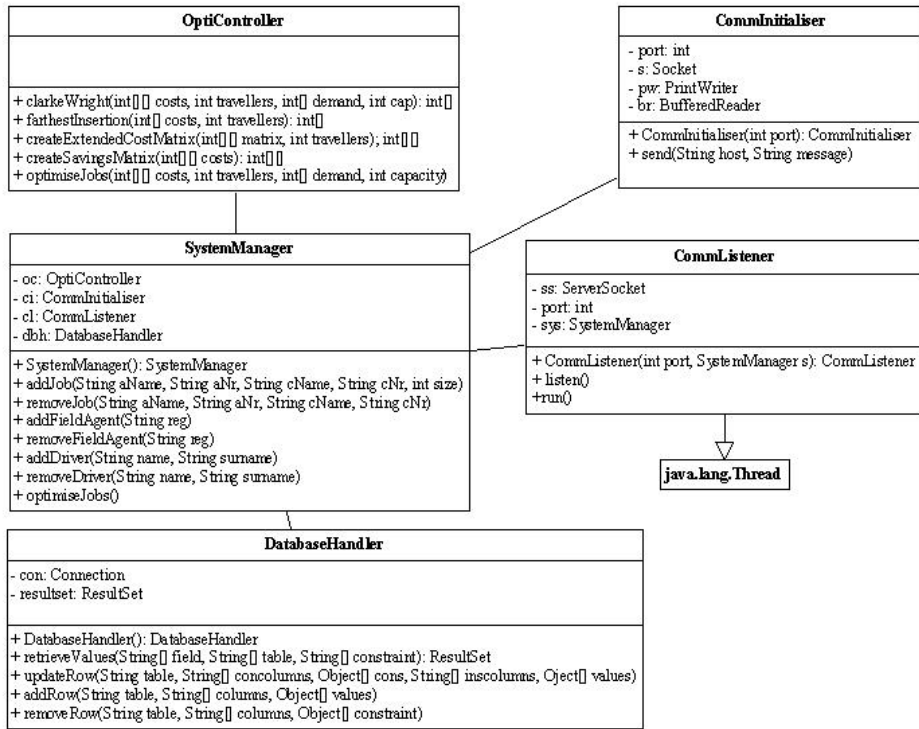 OptiController
+ clarkeWright(int[][] costs, int travellers, int[] demand, int cap): int[]
+ farthestInsertion(int[] costs, int travellers): int[]
+ createExtendedCostMatrix(int[][] matrix, int travellers); int[][]
+ createSavingsMatrix(int[][] costs): int[][]
+ optimiseJobs(int[][] costs, int travellers, int[] demand, int capacity)
CommInitialiser
- port: int
- s: Socket
- pw: PrintWriter
- br: BufferedReader
+ CommInitialiser(int port): CommInitialiser
+ send(String host, String message)
SystemManager
- oc: OptiController
- ci: CommInitialiser
- cl: CommListener
- dbh: DatabaseHandler
+ SystemManager(): SystemManager
+ addJob(String aName, String aNr, String cName, String cNr, int size)
+ removeJob(String aName, String aNr, String cName, String cNr)
+ addFieldAgent(String reg)
+ removeFieldAgent(String reg)
+ addDriver(String name, String surname)
+ removeDriver(String name, String surname)
+ optimiseJobs()
CommListener
- ss: ServerSocket
- port: int
- sys: SystemManager
+ CommListener(int port, SystemManager s): CommListener
+ listen()
+run()
java.lang.Thread
DatabaseHandler
- con: Connection
- resultset: ResultSet
+ DatabaseHandler(): DatabaseHandler
+ retrieveValues(String[] field, String[] table, String[] constraint): ResultSet
+ updateRow(String table, String[] concolumns, Object[] cons, String[] inscolumns, Oject[] values)
+ addRow(String table, String[] columns, Object[] values)
+ removeRow(String table, String[] columns, Object[] constraint)